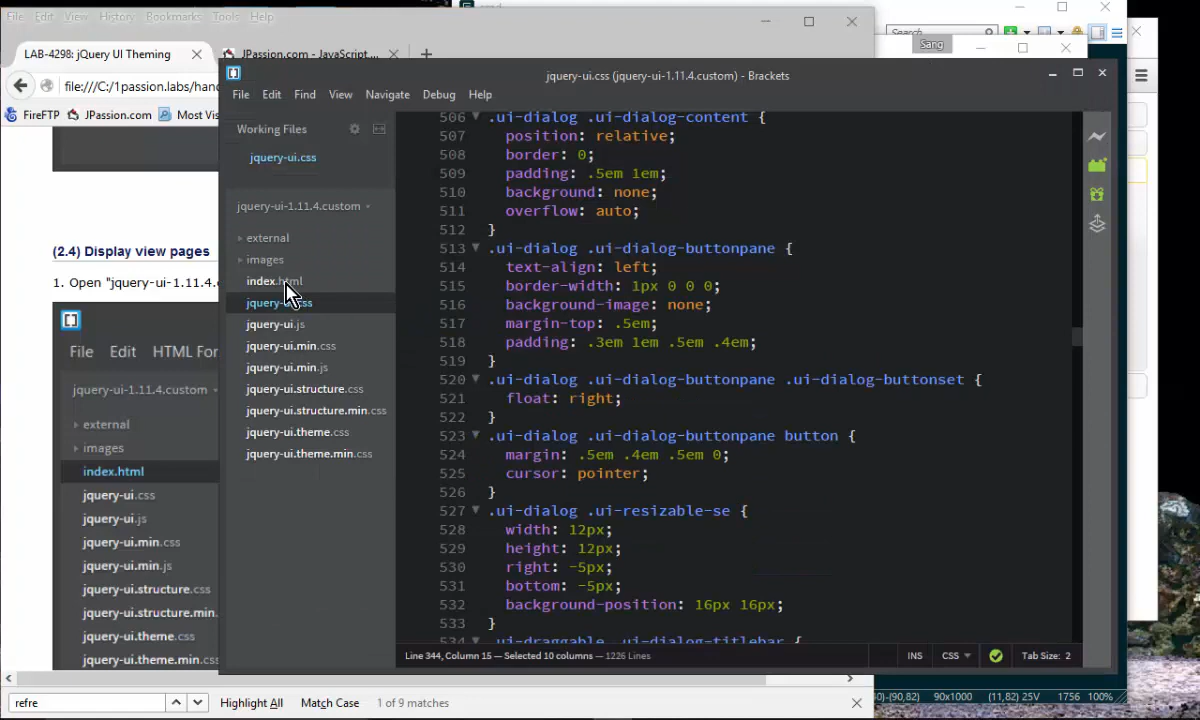 File Edit View History Bookmarks Tools Help
Search
Sang
LAB-4298: jQuery UI Theming
JPassion.com - JavaScript...
file:///C:/1passion.labs/hand
FireFTP JPassion.com Most Vis
jquery-ui.css (jquery-ui-1.11.4.custom) - Brackets
File Edit Find View Navigate Debug Help
Working Files
jquery-ui.css
jquery-ui-1.11.4.custom
external
images
index.html
jquery-ui.css
jquery-ui.js
jquery-ui.min.css
jquery-ui.min.js
jquery-ui.structure.css
jquery-ui.structure.min.css
jquery-ui.theme.css
jquery-ui.theme.min.css
506 .ui-dialog .ui-dialog-content {
507 position: relative;
508 border: 0;
509 padding: .5em 1em;
510 background: none;
511 overflow: auto;
512 }
513 .ui-dialog .ui-dialog-buttonpane {
514 text-align: left;
515 border-width: 1px 0 0 0;
516 background-image: none;
517 margin-top: .5em;
518 padding: .3em 1em .5em .4em;
519 }
520 .ui-dialog .ui-dialog-buttonpane .ui-dialog-buttonset {
521 float: right;
522 }
523 .ui-dialog .ui-dialog-buttonpane button {
524 margin: .5em .4em .5em 0;
525 cursor: pointer;
526 }
527 .ui-dialog .ui-resizable-se {
528 width: 12px;
529 height: 12px;
530 right: -5px;
531 bottom: -5px;
532 background-position: 16px 16px;
533 }
534 .ui-draggable .ui-dialog-titlebar {
Line 344, Column 15 — Selected 10 columns — 1226 Lines
INS CSS Tab Size: 2
(2.4) Display view pages
1. Open "jquery-ui-1.11.4.c
File Edit HTML For
jquery-ui-1.11.4.custom
external
images
index.html
jquery-ui.css
jquery-ui.js
jquery-ui.min.css
jquery-ui.min.js
jquery-ui.structure.css
jquery-ui.structure.min.
jquery-ui.theme.css
jquery-ui.theme.min.css
0)-(90,82) 90x1000 (11,82) 25V 1756 100%
refre
Highlight All Match Case 1 of 9 matches